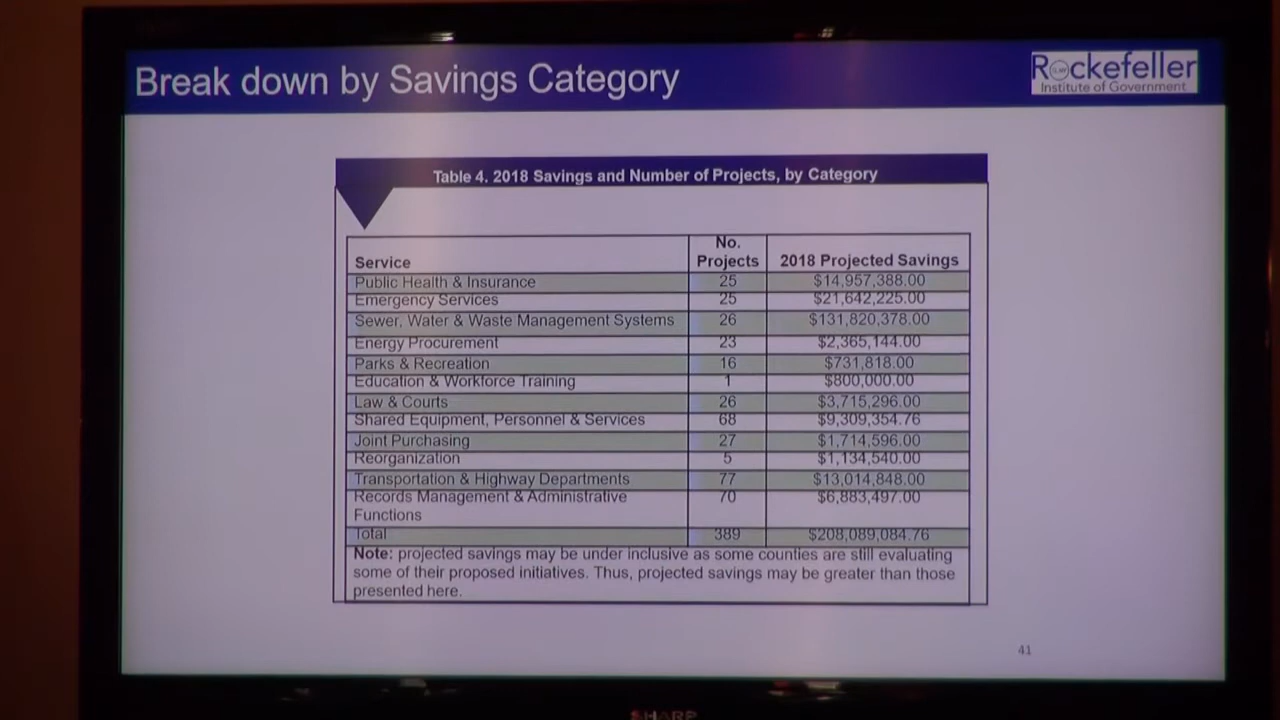 Break down by Savings Category
Rockefeller
Institute of Government
Table 4. 2018 Savings and Number of Projects, by Category
Service No. Projects 2018 Projected Savings
Public Health & Insurance 25 $14,957,388.00
Emergency Services 25 $21,642,225.00
Sewer, Water & Waste Management Systems 26 $131,820,378.00
Energy Procurement 23 $2,365,144.00
Parks & Recreation 16 $731,818.00
Education & Workforce Training 1 $800,000.00
Law & Courts 26 $3,715,296.00
Shared Equipment, Personnel & Services 68 $9,309,354.76
Joint Purchasing 27 $1,714,596.00
Reorganization 5 $1,134,540.00
Transportation & Highway Departments 77 $13,014,848.00
Records Management & Administrative Functions 70 $6,883,497.00
Total 389 $208,089,084.76
Note: projected savings may be under inclusive as some counties are still evaluating
some of their proposed initiatives. Thus, projected savings may be greater than those
presented here.
41
SHARP